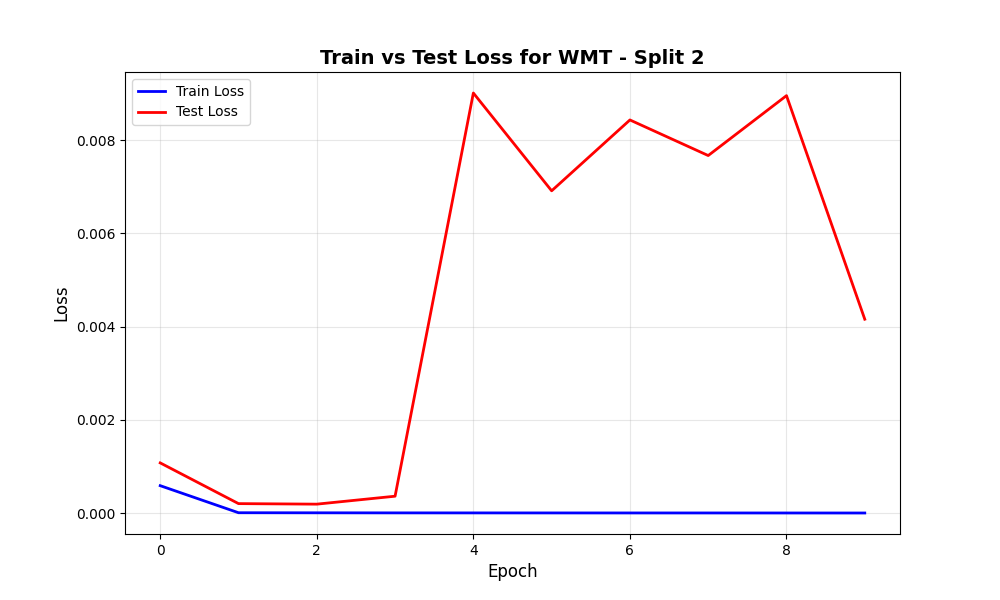 Train vs Test Loss for WMT - Split 2
Train Loss
Test Loss
0.008
0.006
0.004
0.002
0.000
Loss
0 2 4 6 8
Epoch